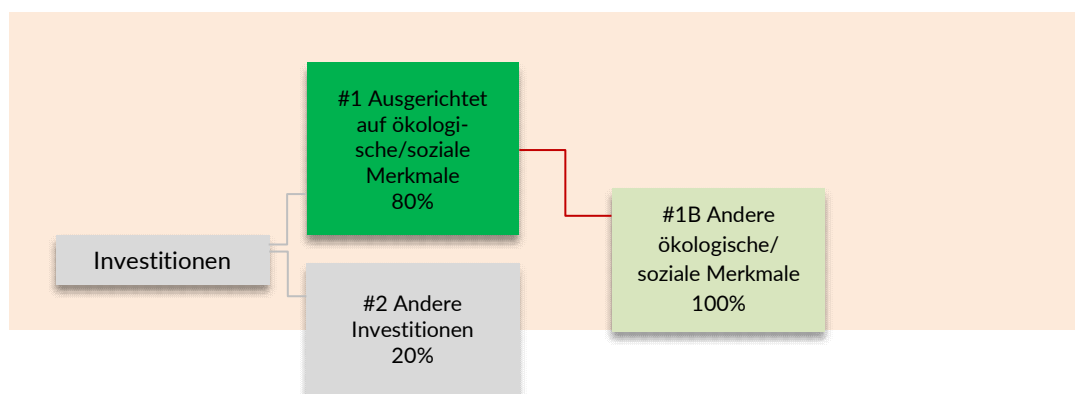 #1 Ausgerichtet
auf ökologi-
sche/soziale
Merkmale
80%
#1B Andere
ökologische/
soziale Merkmale
100%
Investitionen
#2 Andere
Investitionen
20%